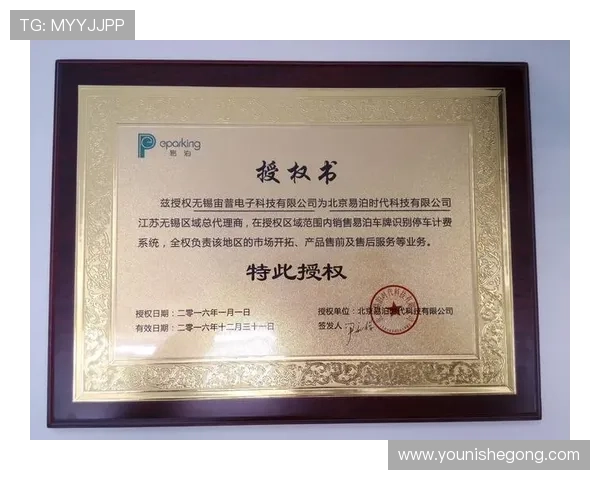 TG: MYYJJPP
eparking
易泊
授权书
兹授权无锡宙普电子科技有限公司为北京易泊时代科技有限公司
江苏无锡区域总代理商，在授权区域范围内销售易泊车牌识别停车计费
系统，全权负责该地区的市场开拓、产品售前及售后服务等业务。
特此授权
授权日期：二零一六年一月一日
有效日期：二零一六年十二月三十一日
授权单位：北京易泊时代科技有限公司
签发人
www.younishegong.com